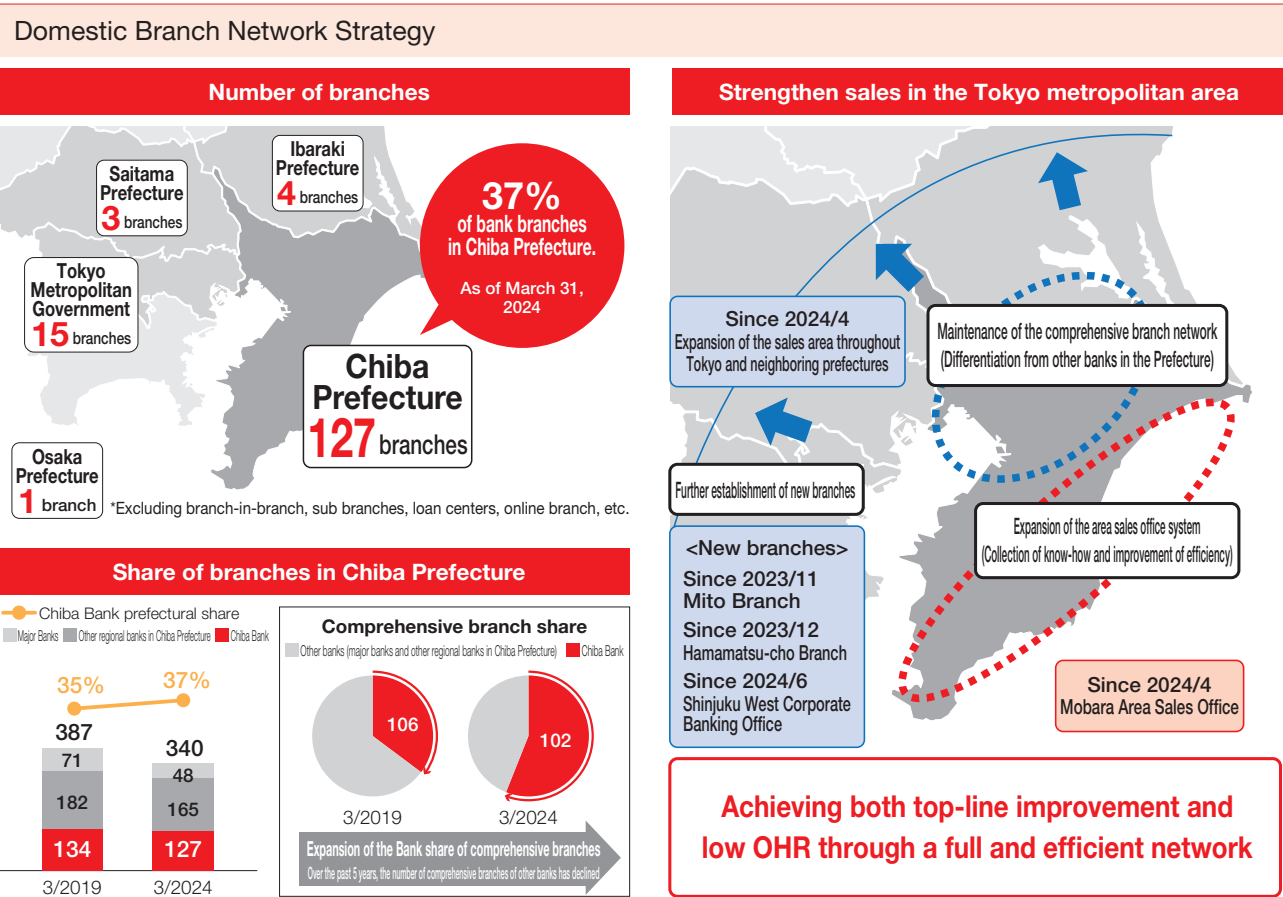 Domestic Branch Network Strategy
Number of branches
Saitama
Prefecture
3 branches
Ibaraki
Prefecture
4 branches
37%
of bank branches
in Chiba Prefecture.
As of March 31,
2024
Tokyo
Metropolitan
Government
15 branches
Chiba
Prefecture
127 branches
Osaka
Prefecture
1 branch
*Excluding branch-in-branch, sub branches, loan centers, online branch, etc.
Share of branches in Chiba Prefecture
Chiba Bank prefectural share
Major Banks Other regional banks in Chiba Prefecture Chiba Bank
35% 37%
387 340
71 48
182 165
134 127
3/2019 3/2024
Comprehensive branch share
Other banks (major banks and other regional banks in Chiba Prefecture) Chiba Bank
106 102
3/2019 3/2024
Expansion of the Bank share of comprehensive branches
Over the past 5 years, the number of comprehensive branches of other banks has declined
Strengthen sales in the Tokyo metropolitan area
Since 2024/4
Expansion of the sales area throughout
Tokyo and neighboring prefectures
Maintenance of the comprehensive branch network
(Differentiation from other banks in the Prefecture)
Further establishment of new branches
Expansion of the area sales office system
(Collection of know-how and improvement of efficiency)
<New branches>
Since 2023/11
Mito Branch
Since 2023/12
Hamamatsu-cho Branch
Since 2024/6
Shinjuku West Corporate
Banking Office
Since 2024/4
Mobara Area Sales Office
Achieving both top-line improvement and
low OHR through a full and efficient network